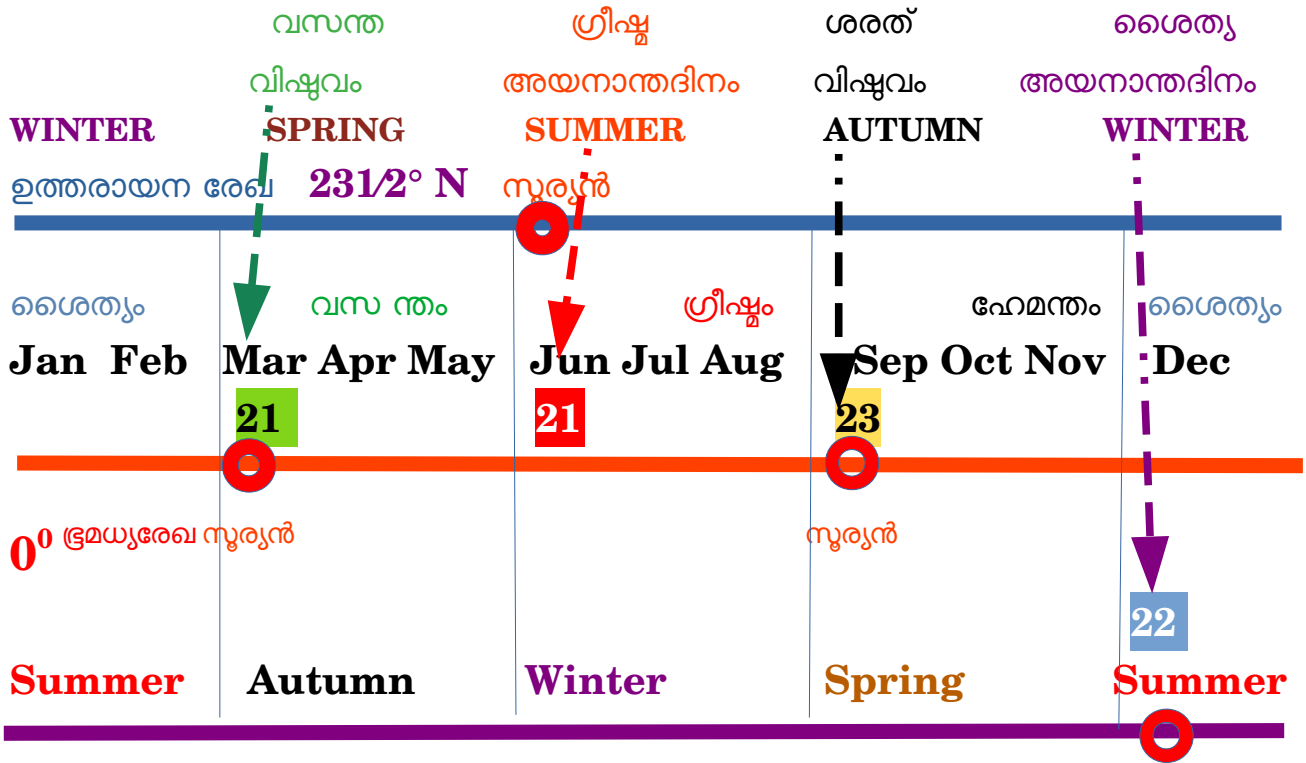 വസന്ത ഗ്രീഷ്മ ശരത് ശൈത്യ
വിഷുവം അയനാന്തദിനം വിഷുവം അയനാന്തദിനം
WINTER SPRING SUMMER AUTUMN WINTER
ഉത്തരായന രേഖ 231/2° N സൂര്യൻ
ശൈത്യം വസ ന്തം ഗ്രീഷ്മം ഹേമന്തം ശൈത്യം
Jan Feb Mar Apr May Jun Jul Aug Sep Oct Nov Dec
21 21 23
0⁰ ഭൂമധ്യരേഖ സൂര്യൻ സൂര്യൻ
22
Summer Autumn Winter Spring Summer